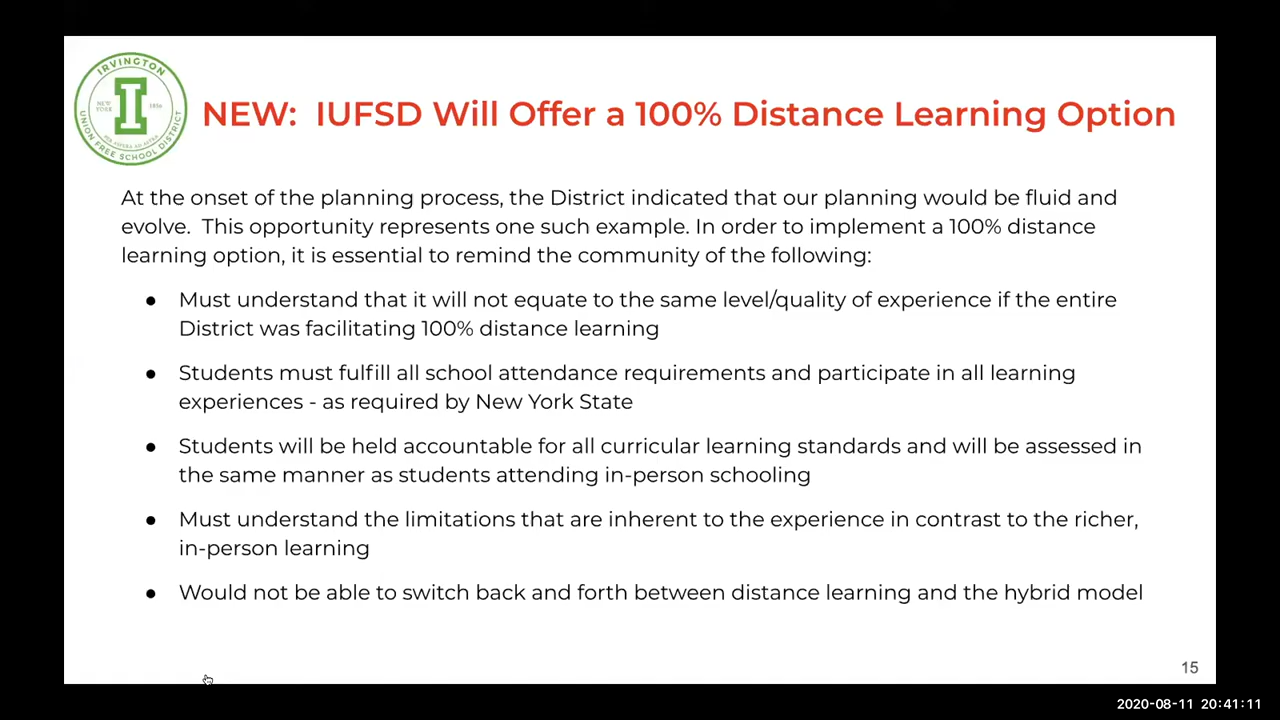 IRVINGTON
NEW YORK
1856
I
UNION FREE SCHOOL DISTRICT
NEW: IUFSD Will Offer a 100% Distance Learning Option
At the onset of the planning process, the District indicated that our planning would be fluid and
evolve. This opportunity represents one such example. In order to implement a 100% distance
learning option, it is essential to remind the community of the following:
● Must understand that it will not equate to the same level/quality of experience if the entire
District was facilitating 100% distance learning
● Students must fulfill all school attendance requirements and participate in all learning
experiences - as required by New York State
● Students will be held accountable for all curricular learning standards and will be assessed in
the same manner as students attending in-person schooling
● Must understand the limitations that are inherent to the experience in contrast to the richer,
in-person learning
● Would not be able to switch back and forth between distance learning and the hybrid model
15
2020-08-11 20:41:11